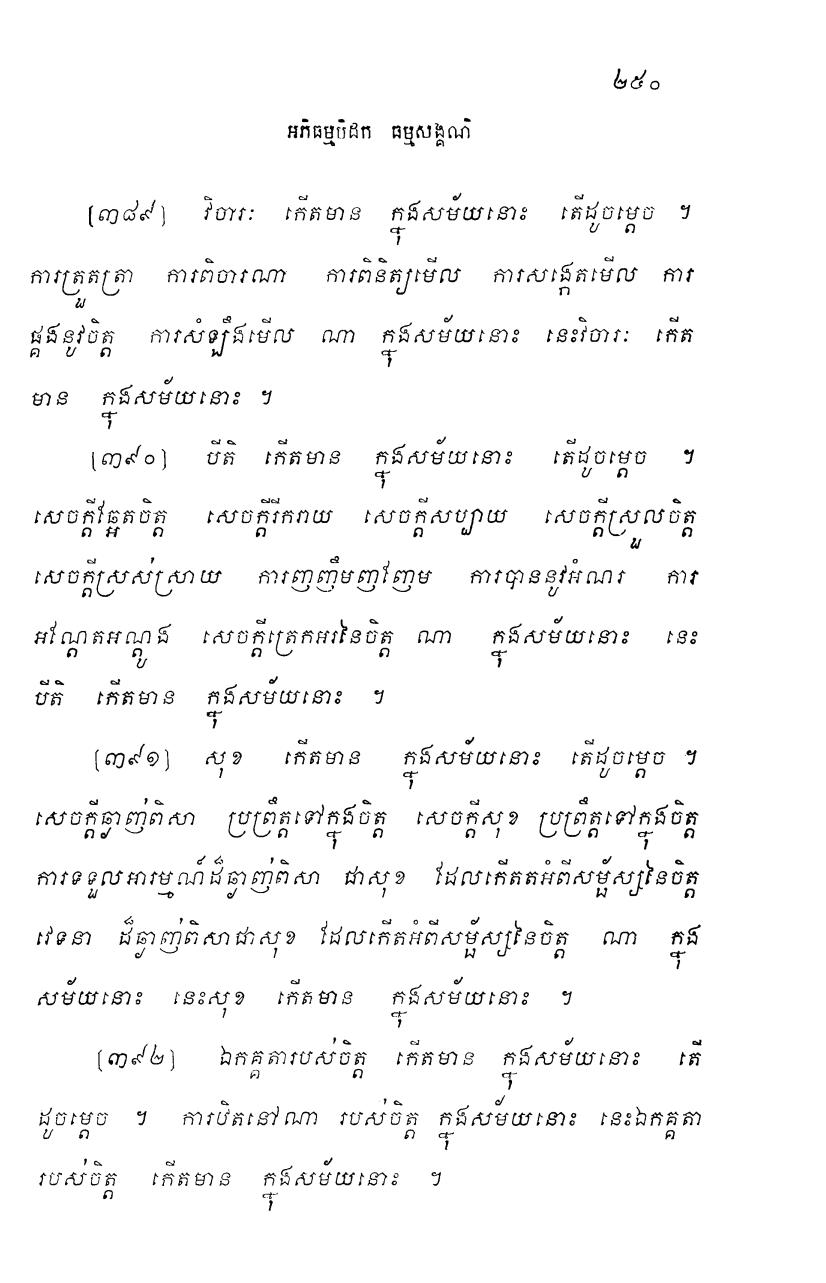 ២៥០
អភិធម្មបិដក ធម្មសង្គណិ
[៣៨៩] វិចារៈ កើតមាន ក្នុងសម័យនោះ តើដូចម្តេច ។
ការត្រួតត្រា ការពិចារណា ការពិនិត្យមើល ការសង្កេតមើល ការ
ផ្គងនូវចិត្ត ការសំឡឹងមើល ណា ក្នុងសម័យនោះ នេះវិចារៈ កើត
មាន ក្នុងសម័យនោះ ។
[៣៩០] បីតិ កើតមាន ក្នុងសម័យនោះ តើដូចម្តេច ។
សេចក្តីឆ្អែតចិត្ត សេចក្តីរីករាយ សេចក្តីសប្បាយ សេចក្តីស្រួលចិត្ត
សេចក្តីស្រស់ស្រាយ ការញញឹមញញែម ការបាននូវអំណរ ការ
អណ្តែតអណ្តូង សេចក្តីត្រេកអរនៃចិត្ត ណា ក្នុងសម័យនោះ នេះ
បីតិ កើតមាន ក្នុងសម័យនោះ ។
[៣៩១] សុខ កើតមាន ក្នុងសម័យនោះ តើដូចម្តេច ។
សេចក្តីឆ្ងាញ់ពិសា ប្រព្រឹត្តទៅក្នុងចិត្ត សេចក្តីសុខ ប្រព្រឹត្តទៅក្នុងចិត្ត
ការទទួលអារម្មណ៍ដ៏ឆ្ងាញ់ពិសា ជាសុខ ដែលកើតតអំពីសម្ផ័ស្សនៃចិត្ត
វេទនា ដ៏ឆ្ងាញ់ពិសាជាសុខ ដែលកើតអំពីសម្ផ័ស្សនៃចិត្ត ណា ក្នុង
សម័យនោះ នេះសុខ កើតមាន ក្នុងសម័យនោះ ។
[៣៩២] ឯកគ្គតារបស់ចិត្ត កើតមាន ក្នុងសម័យនោះ តើ
ដូចម្តេច ។ ការឋិតនៅណា របស់ចិត្ត ក្នុងសម័យនោះ នេះឯកគ្គតា
របស់ចិត្ត កើតមាន ក្នុងសម័យនោះ ។